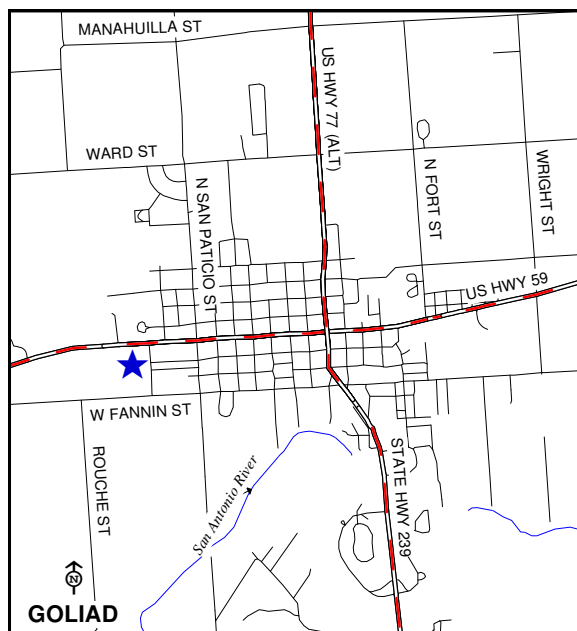 MANAHUILLA ST
US HWY 77 (ALT)
WARD ST
N SAN PATICIO ST
N FORT ST
WRIGHT ST
US HWY 59
W FANNIN ST
ROUCHE ST
San Antonio River
STATE HWY 239
N
GOLIAD